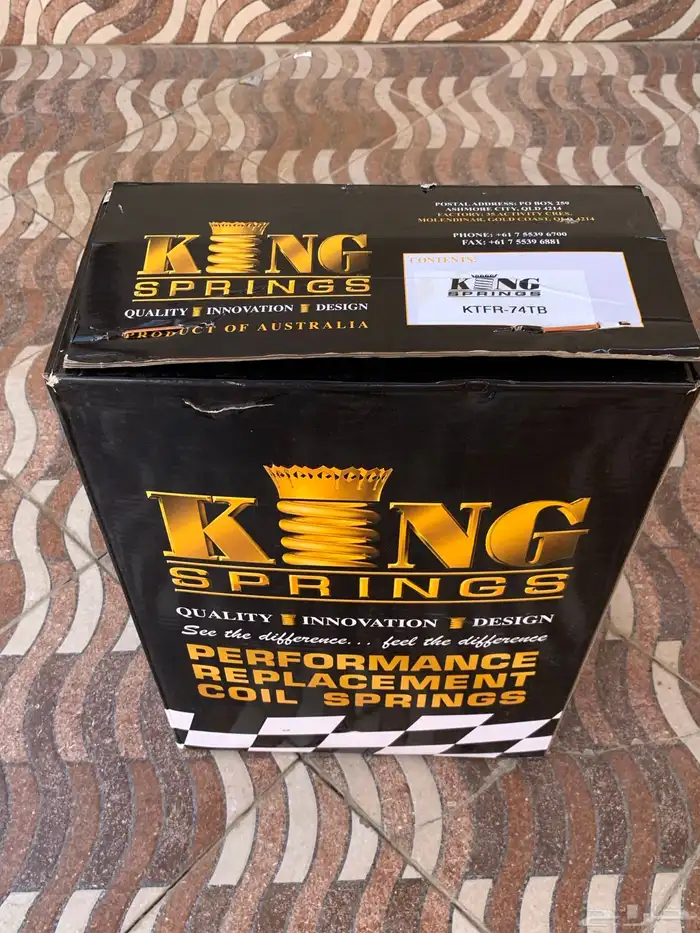 POSTAL ADDRESS: PO BOX 259
ASHMORE CITY, QLD 4214
FACTORY: 35 ACTIVITY CRES,
MOLENDINAR, GOLD COAST, QLD 4214
PHONE: +61 7 5539 6700
FAX: +61 7 5539 6881
KING
SPRINGS
QUALITY INNOVATION DESIGN
PRODUCT OF AUSTRALIA
CONTENTS:
KING
SPRINGS
KTFR-74TB
KING
SPRINGS
QUALITY INNOVATION DESIGN
See the difference... feel the difference
PERFORMANCE
REPLACEMENT
COIL SPRINGS
حراج